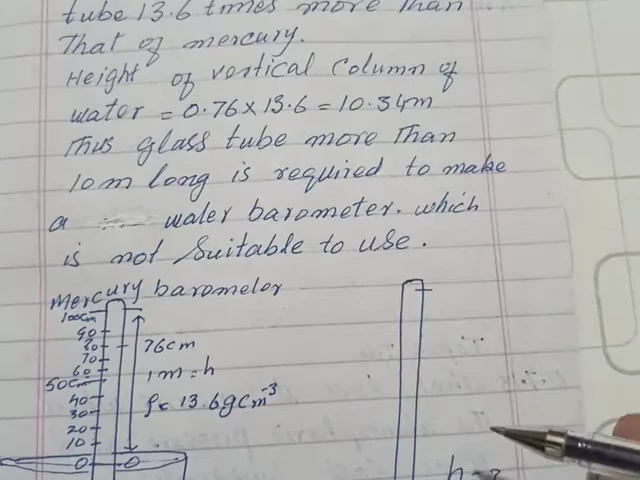 tube 13.6 times more than
That of mercury.
Height of vertical column of
water = 0.76 × 13.6 = 10.34m
Thus glass tube more Than
10m long is required to make
a water barometer. which
is not suitable to use.
Mercury barometer
100cm
90
80
70
60
50cm
40
30
20
10
0
76cm
1m = h
ρ = 13.6gcm⁻³
0
h =